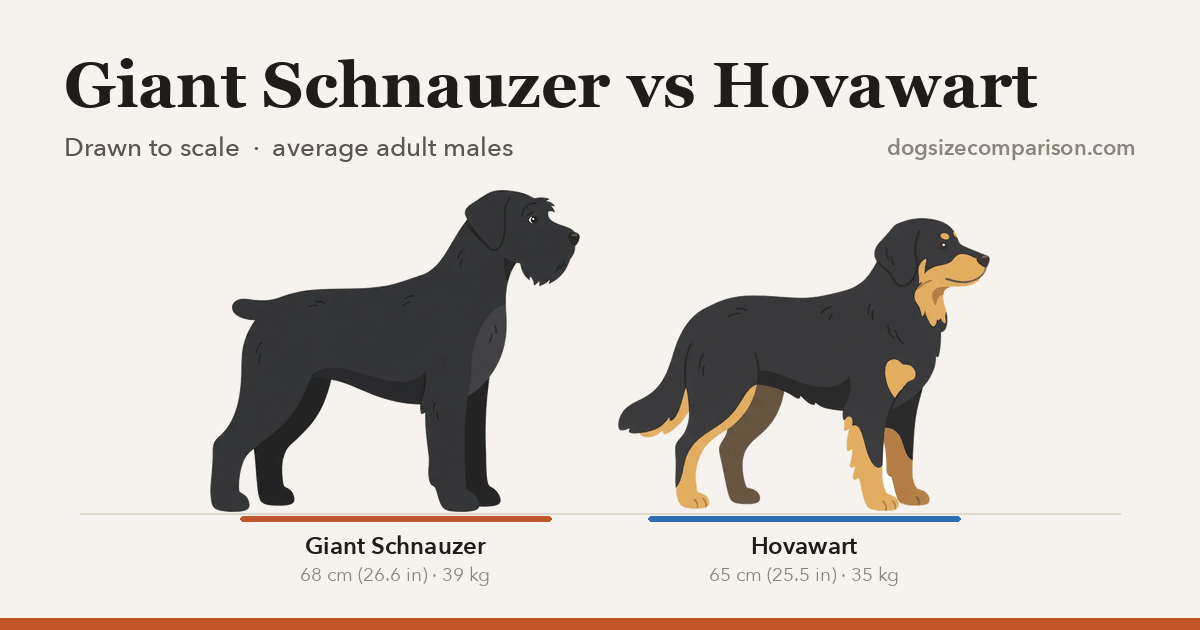 Giant Schnauzer vs Hovawart
Drawn to scale · average adult males
dogsizecomparison.com
Giant Schnauzer
68 cm (26.6 in) · 39 kg
Hovawart
65 cm (25.5 in) · 35 kg